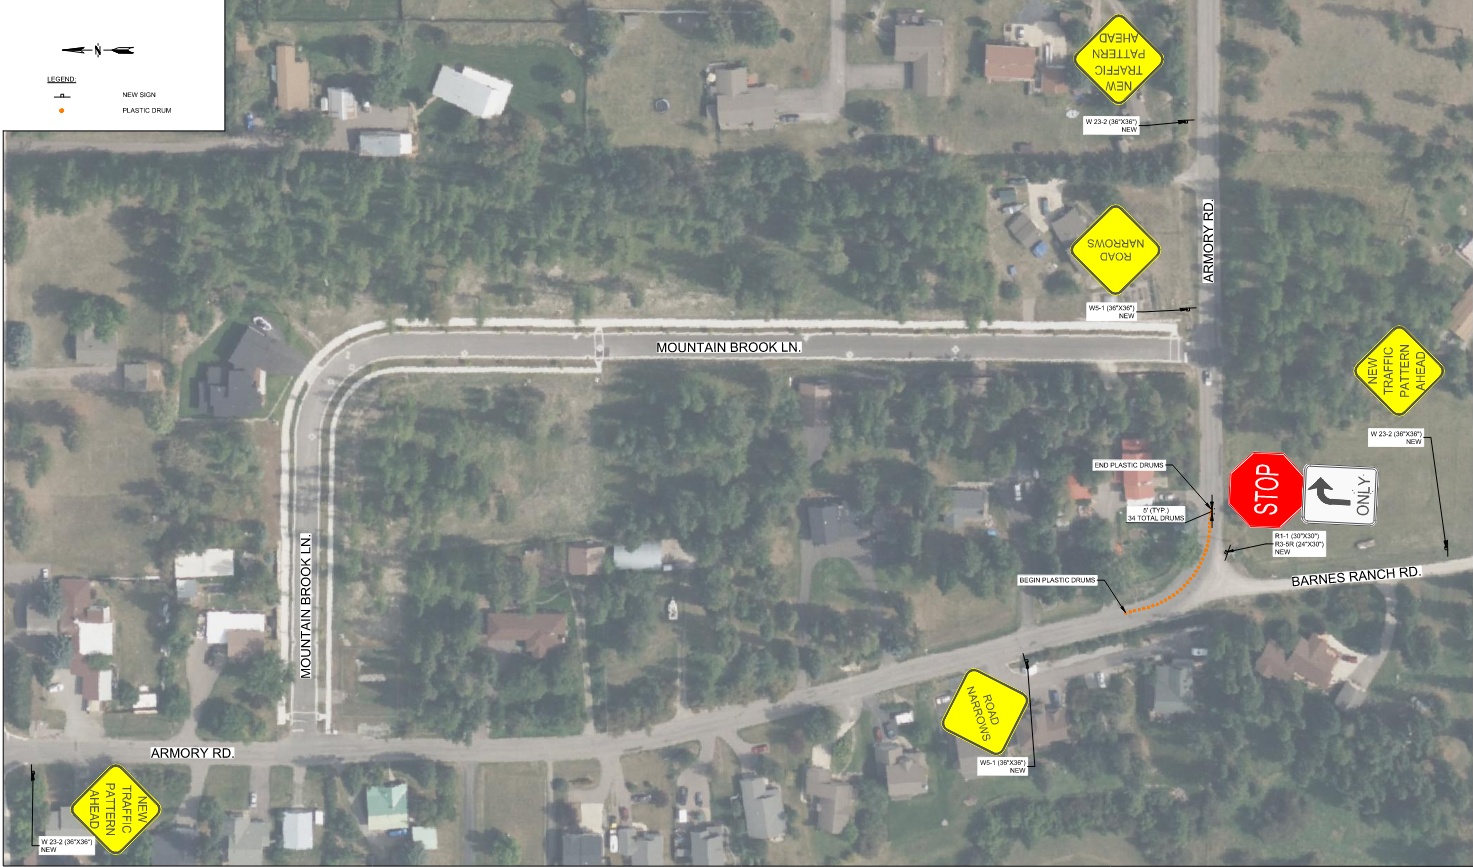 N
LEGEND:
NEW SIGN
PLASTIC DRUM
NEW
TRAFFIC
PATTERN
AHEAD
W 23-2 (36"X36")
NEW
ARMORY RD.
ROAD
NARROWS
W5-1 (36"X36")
NEW
MOUNTAIN BROOK LN.
NEW
TRAFFIC
PATTERN
AHEAD
W 23-2 (36"X36")
NEW
END PLASTIC DRUMS
STOP
ONLY
5' (TYP.)
34 TOTAL DRUMS
R1-1 (30"X30")
R3-5R (24"X30")
NEW
BEGIN PLASTIC DRUMS
BARNES RANCH RD.
MOUNTAIN BROOK LN.
ROAD
NARROWS
W5-1 (36"X36")
NEW
ARMORY RD.
NEW
TRAFFIC
PATTERN
AHEAD
W 23-2 (36"X36")
NEW